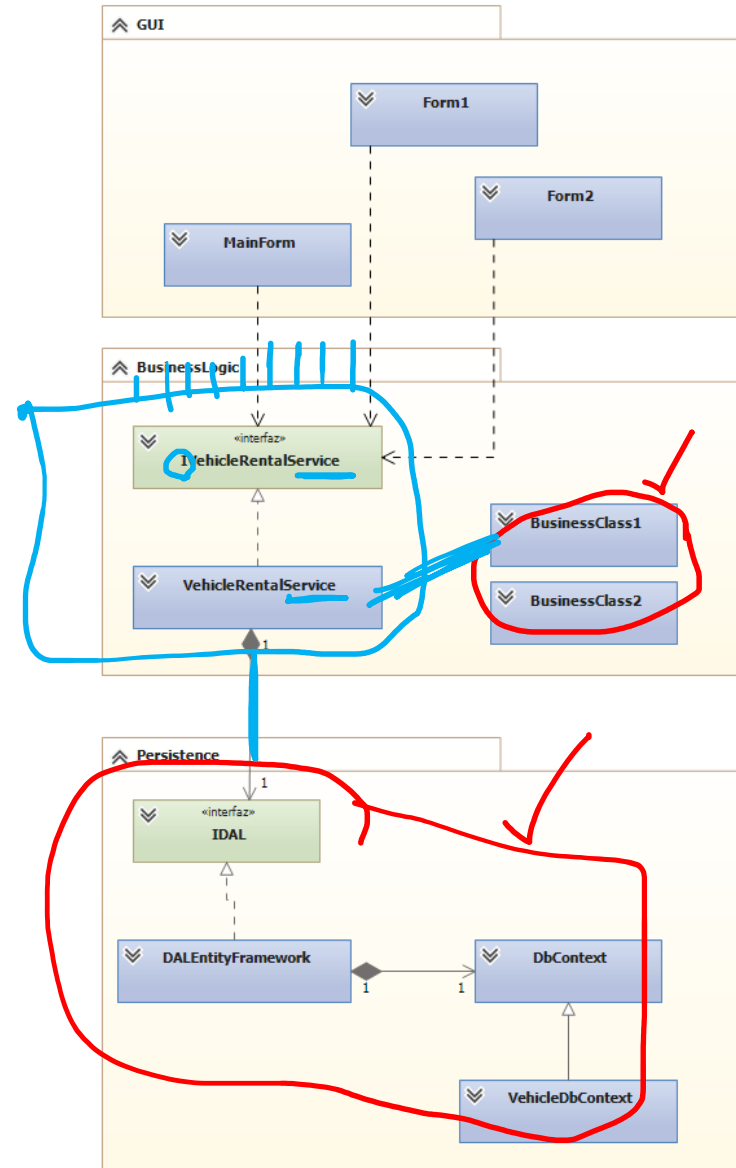 GUI
Form1
Form2
MainForm
BusinessLogic
«interfaz»
IVehicleRentalService
BusinessClass1
VehicleRentalService
BusinessClass2
1
Persistence
1
«interfaz»
IDAL
DALEntityFramework
DbContext
1
1
VehicleDbContext